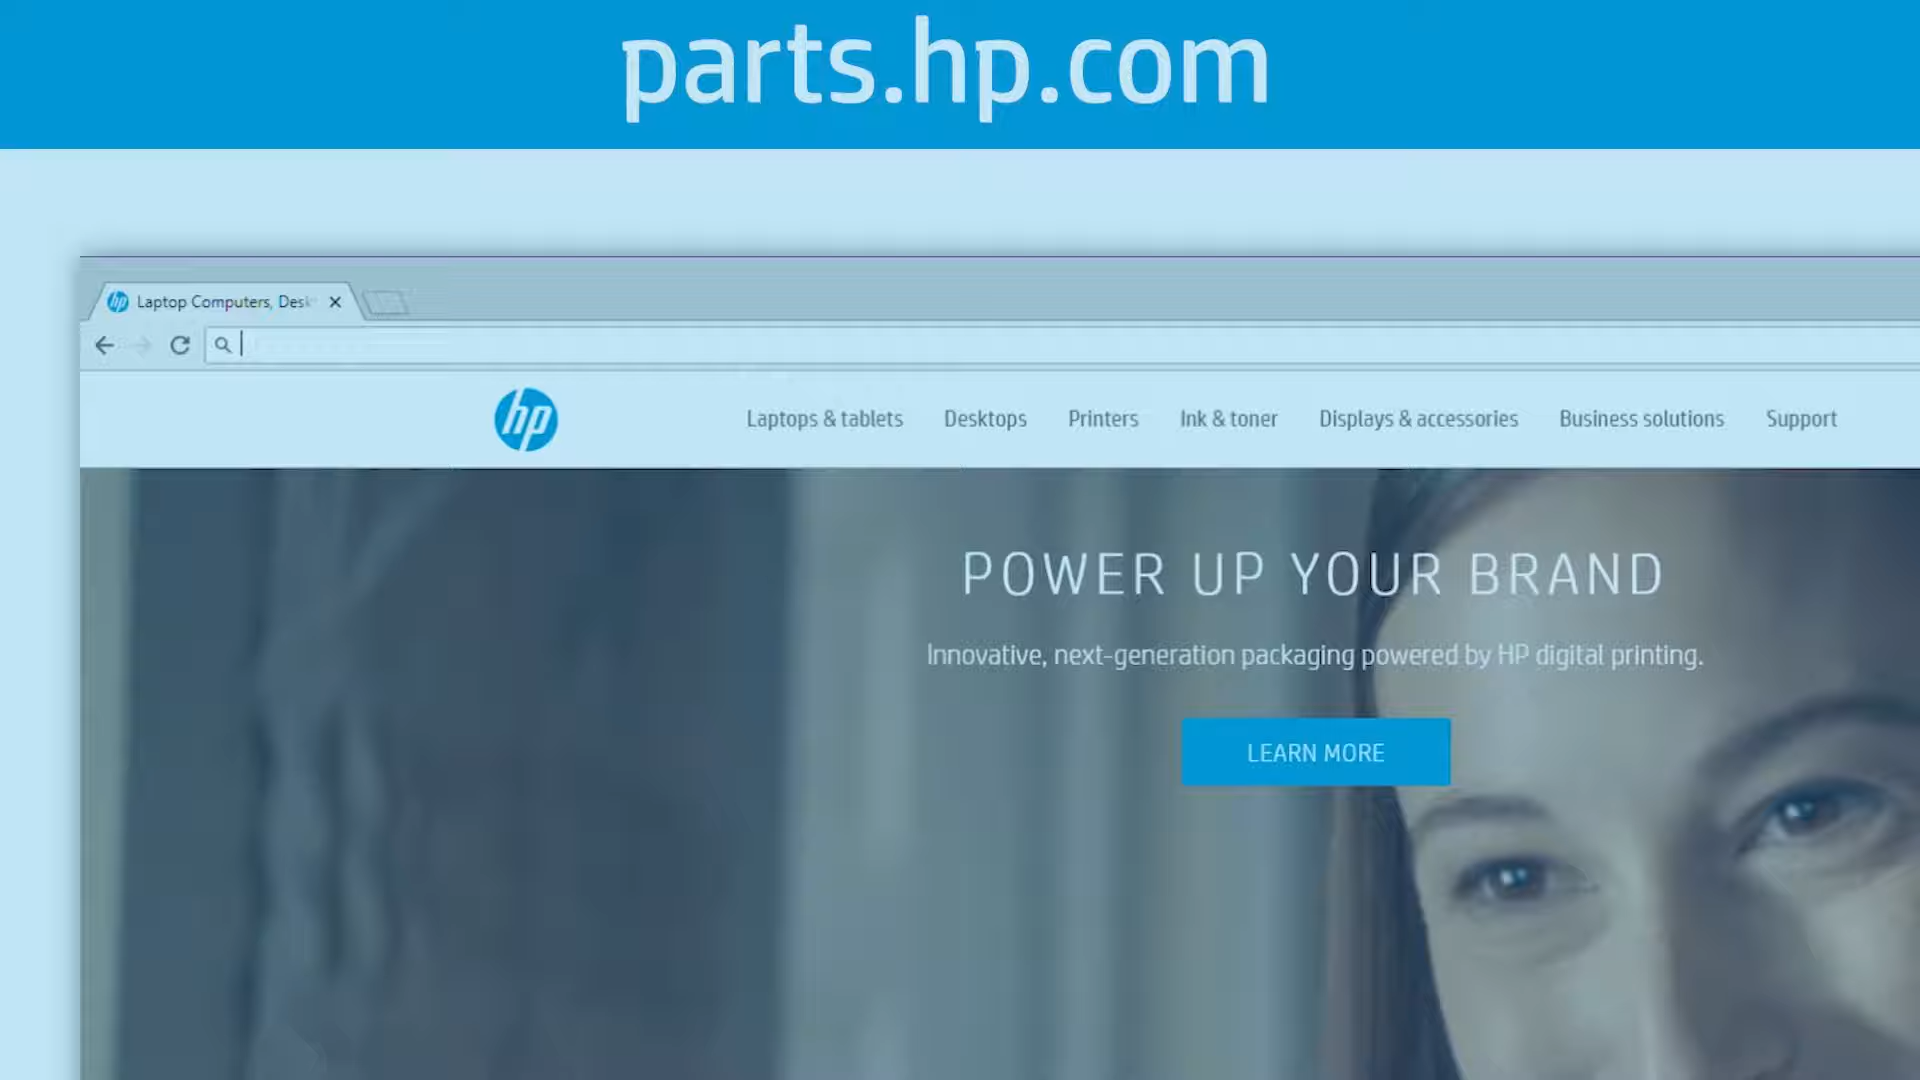 parts.hp.com
hp Laptop Computers, Desk
hp
Laptops & tablets Desktops Printers Ink & toner Displays & accessories Business solutions Support
POWER UP YOUR BRAND
Innovative, next-generation packaging powered by HP digital printing.
LEARN MORE